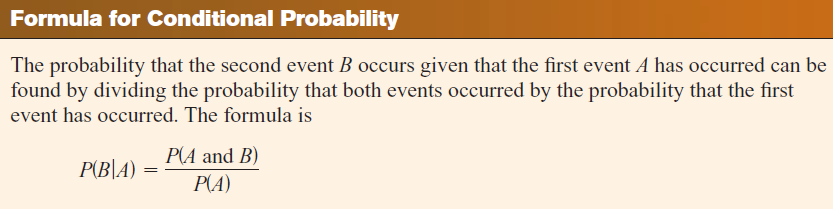 Formula for Conditional Probability
The probability that the second event B occurs given that the first event A has occurred can be
found by dividing the probability that both events occurred by the probability that the first
event has occurred. The formula is
P(B|A) = P(A and B) / P(A)